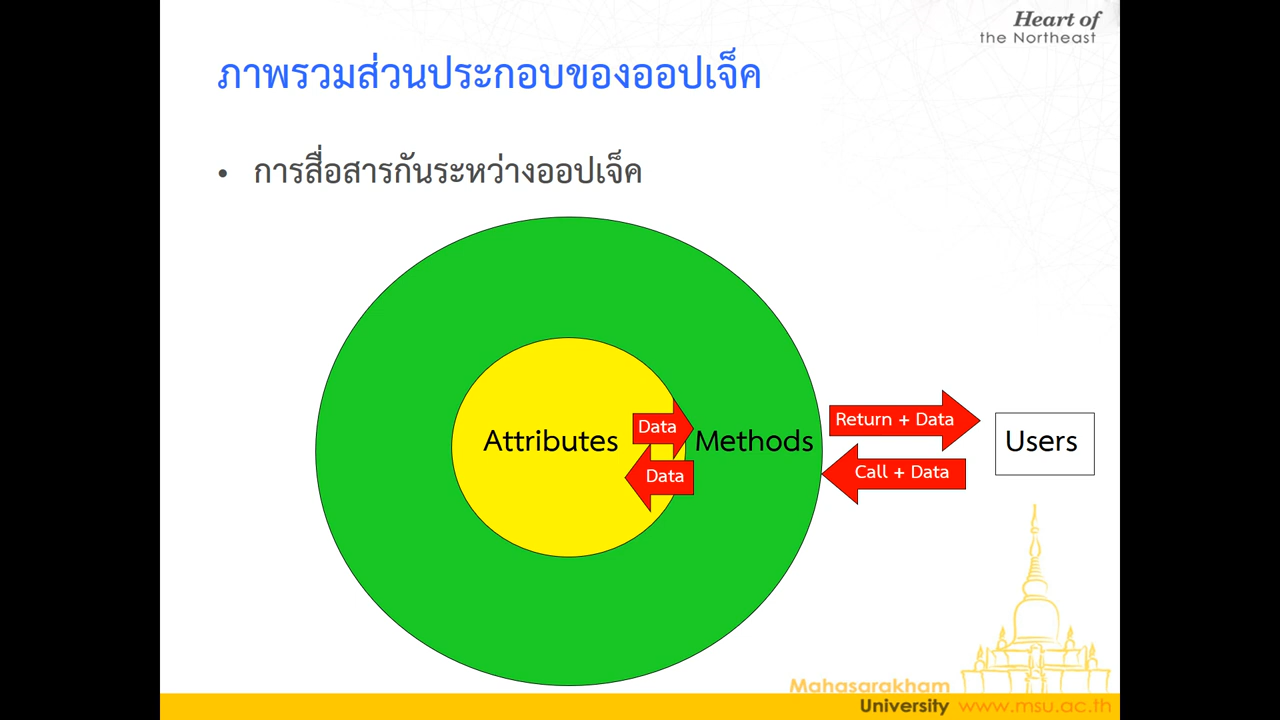 Heart of
the Northeast
ภาพรวมส่วนประกอบของออปเจ็ค
• การสื่อสารกันระหว่างออปเจ็ค
Attributes
Data
Data
Methods
Return + Data
Call + Data
Users
Mahasarakham
University www.msu.ac.th